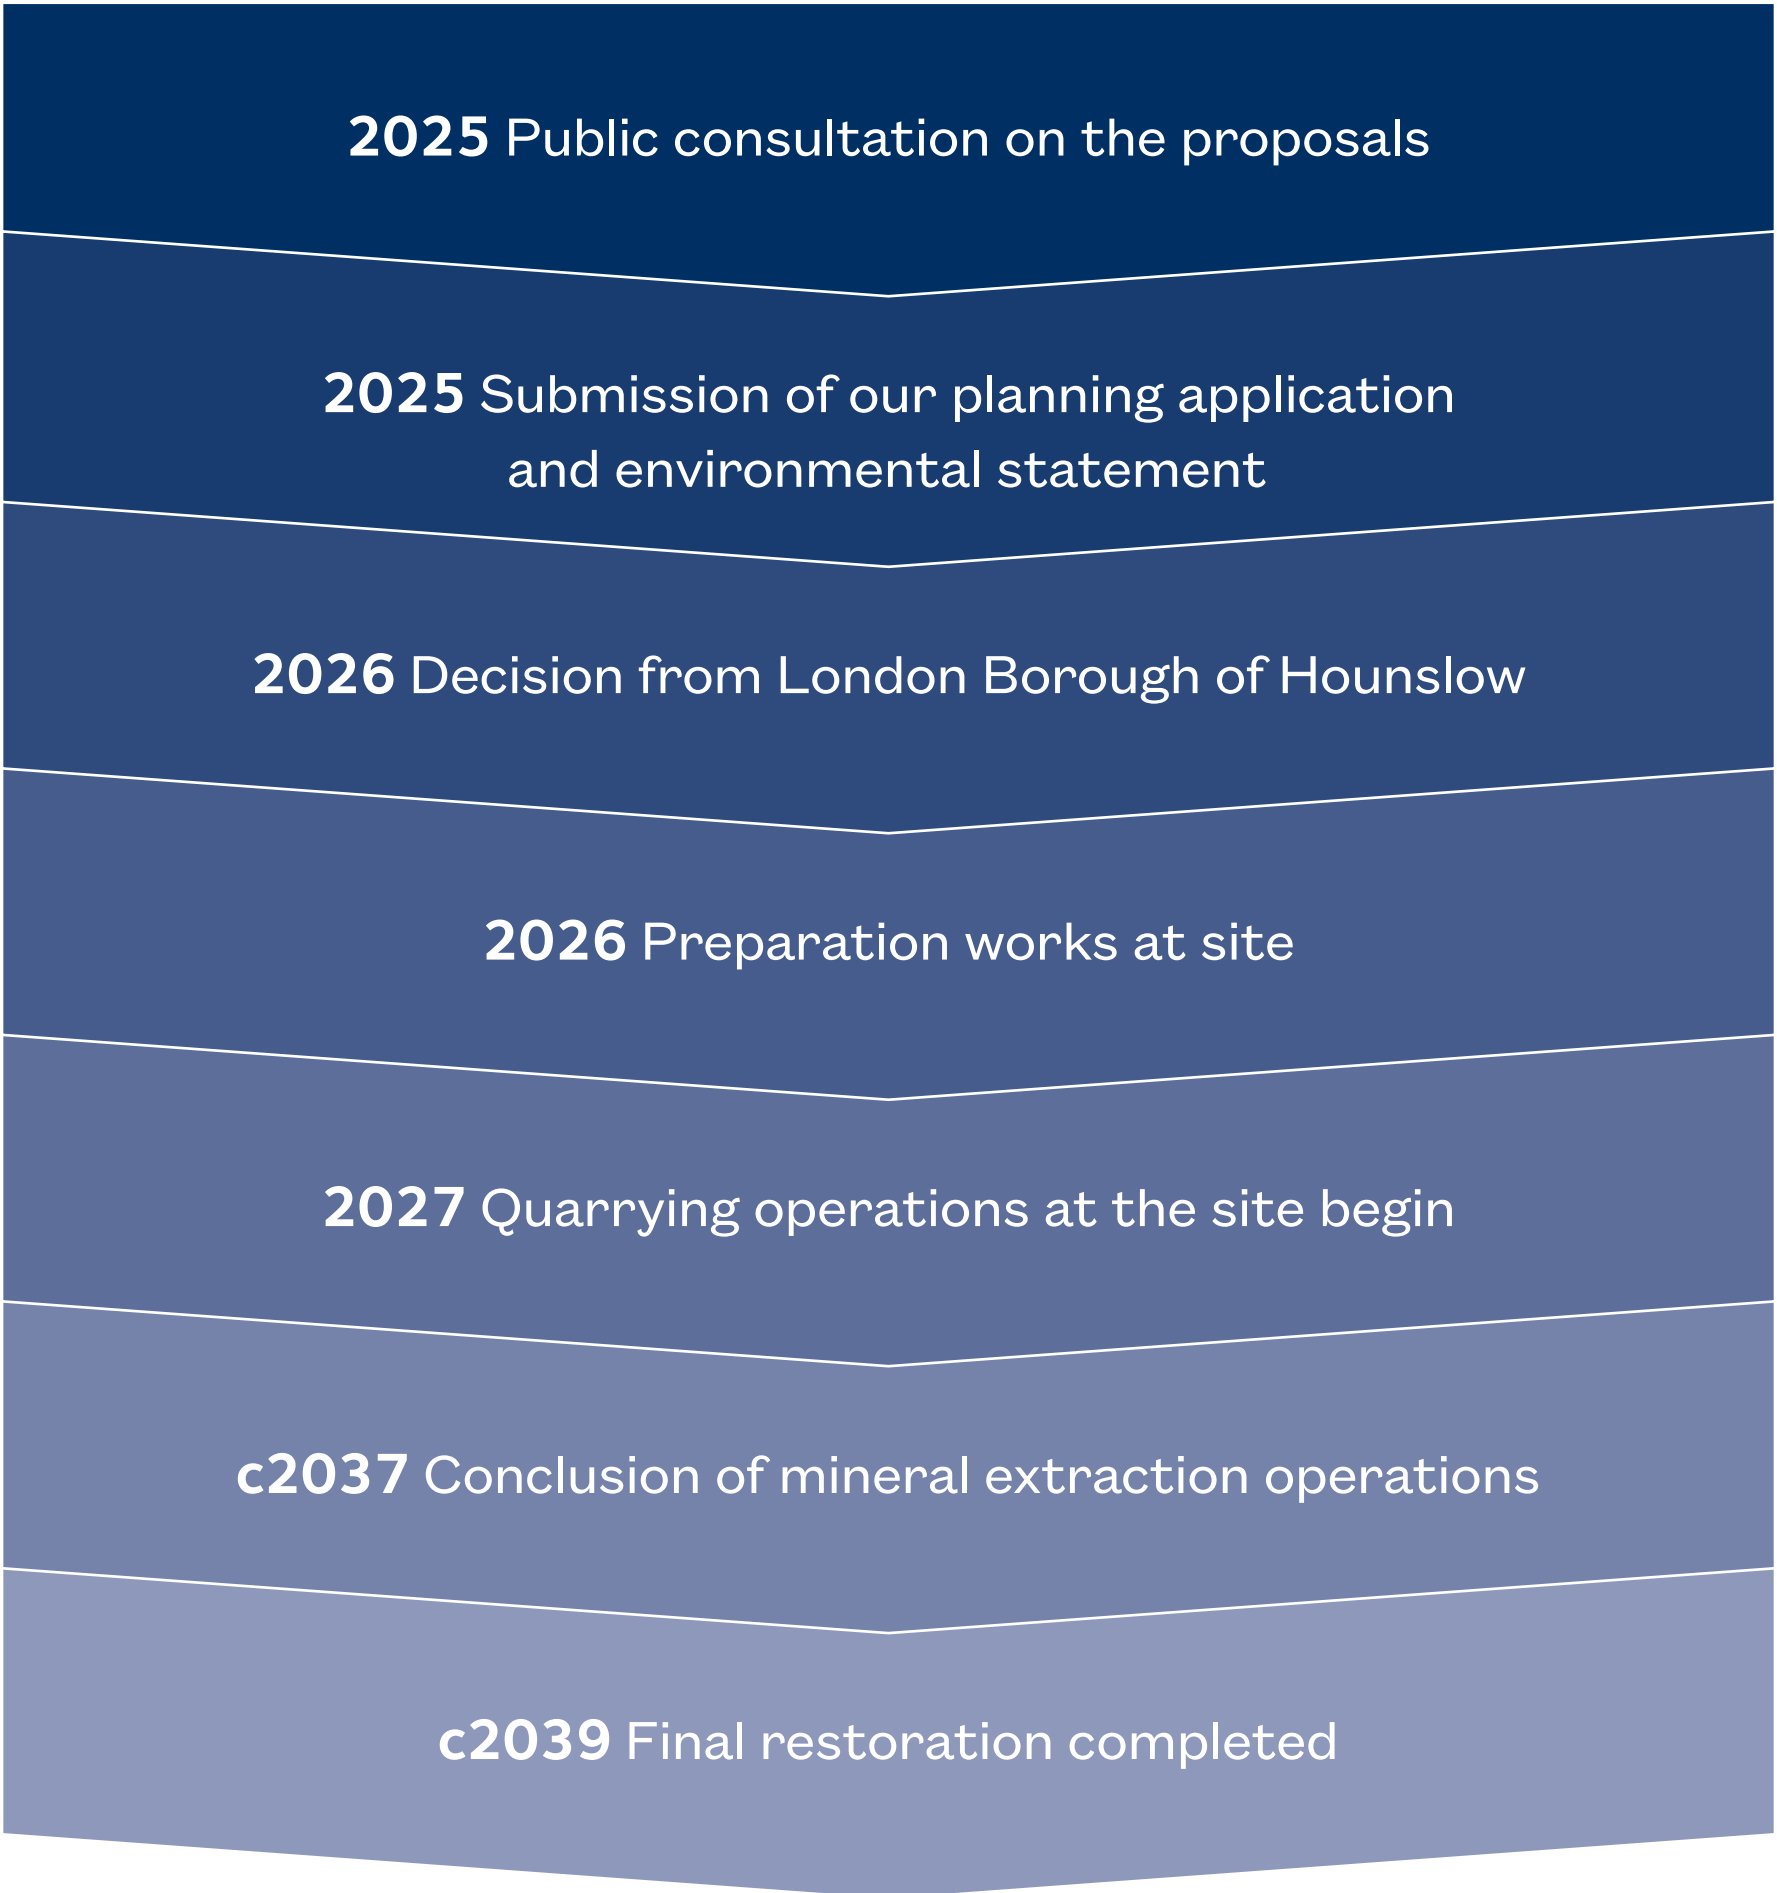 2025 Public consultation on the proposals
2025 Submission of our planning application
and environmental statement
2026 Decision from London Borough of Hounslow
2026 Preparation works at site
2027 Quarrying operations at the site begin
c2037 Conclusion of mineral extraction operations
c2039 Final restoration completed